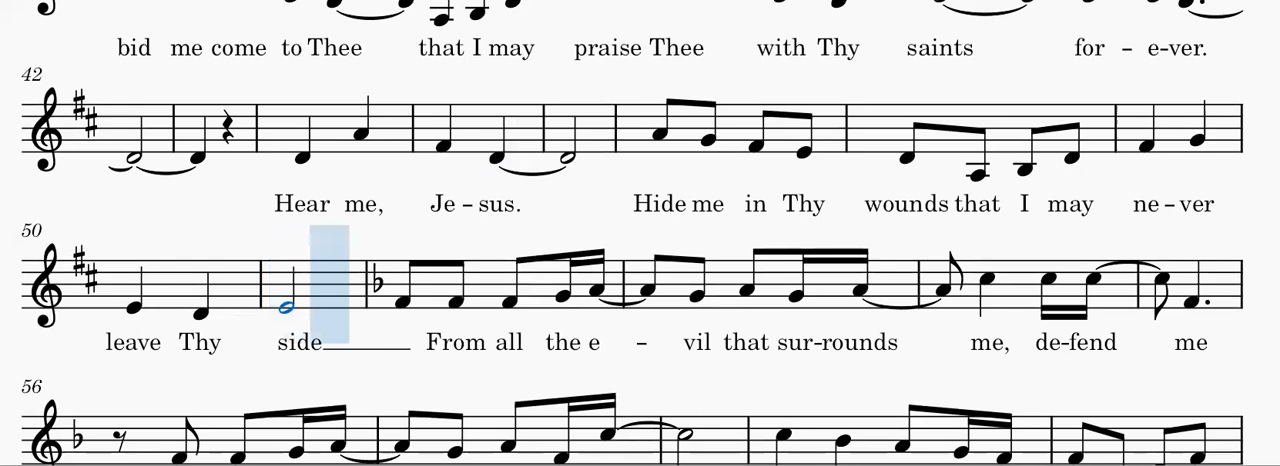 bid me come to Thee that I may praise Thee with Thy saints for - e-ver.
42
Hear me, Je - sus. Hide me in Thy wounds that I may ne - ver
50
leave Thy side____ From all the e - vil that sur-rounds me, de-fend me
56